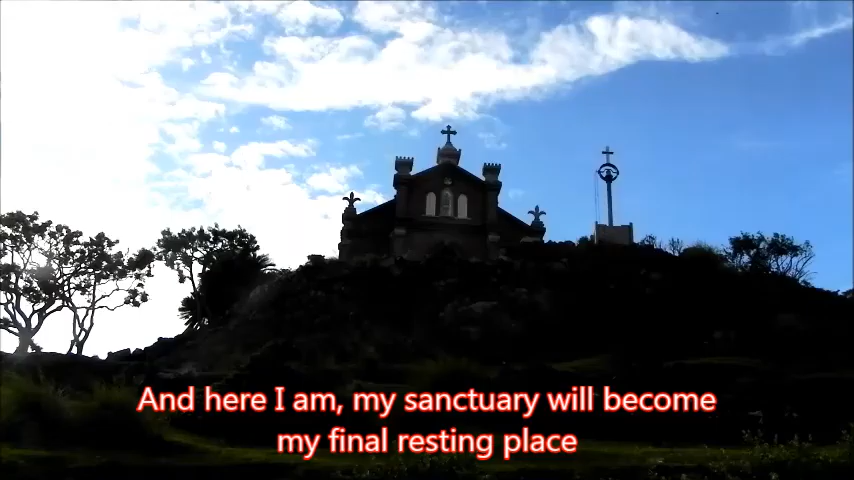 And here I am, my sanctuary will become
my final resting place